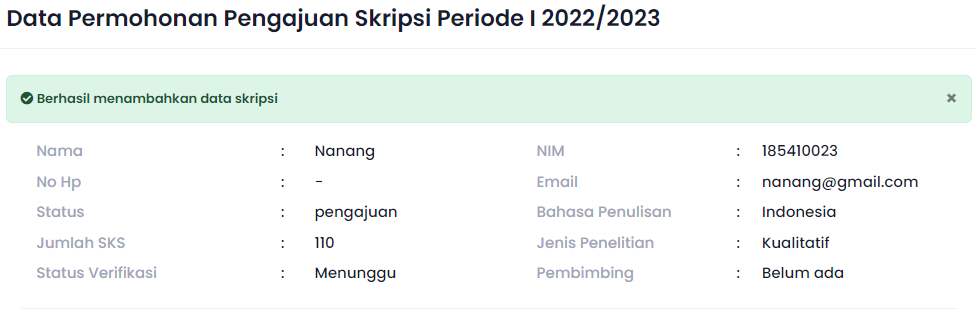 Data Permohonan Pengajuan Skripsi Periode I 2022/2023
Berhasil menambahkan data skripsi ×
Nama : Nanang NIM : 185410023
No Hp : - Email : nanang@gmail.com
Status : pengajuan Bahasa Penulisan : Indonesia
Jumlah SKS : 110 Jenis Penelitian : Kualitatif
Status Verifikasi : Menunggu Pembimbing : Belum ada